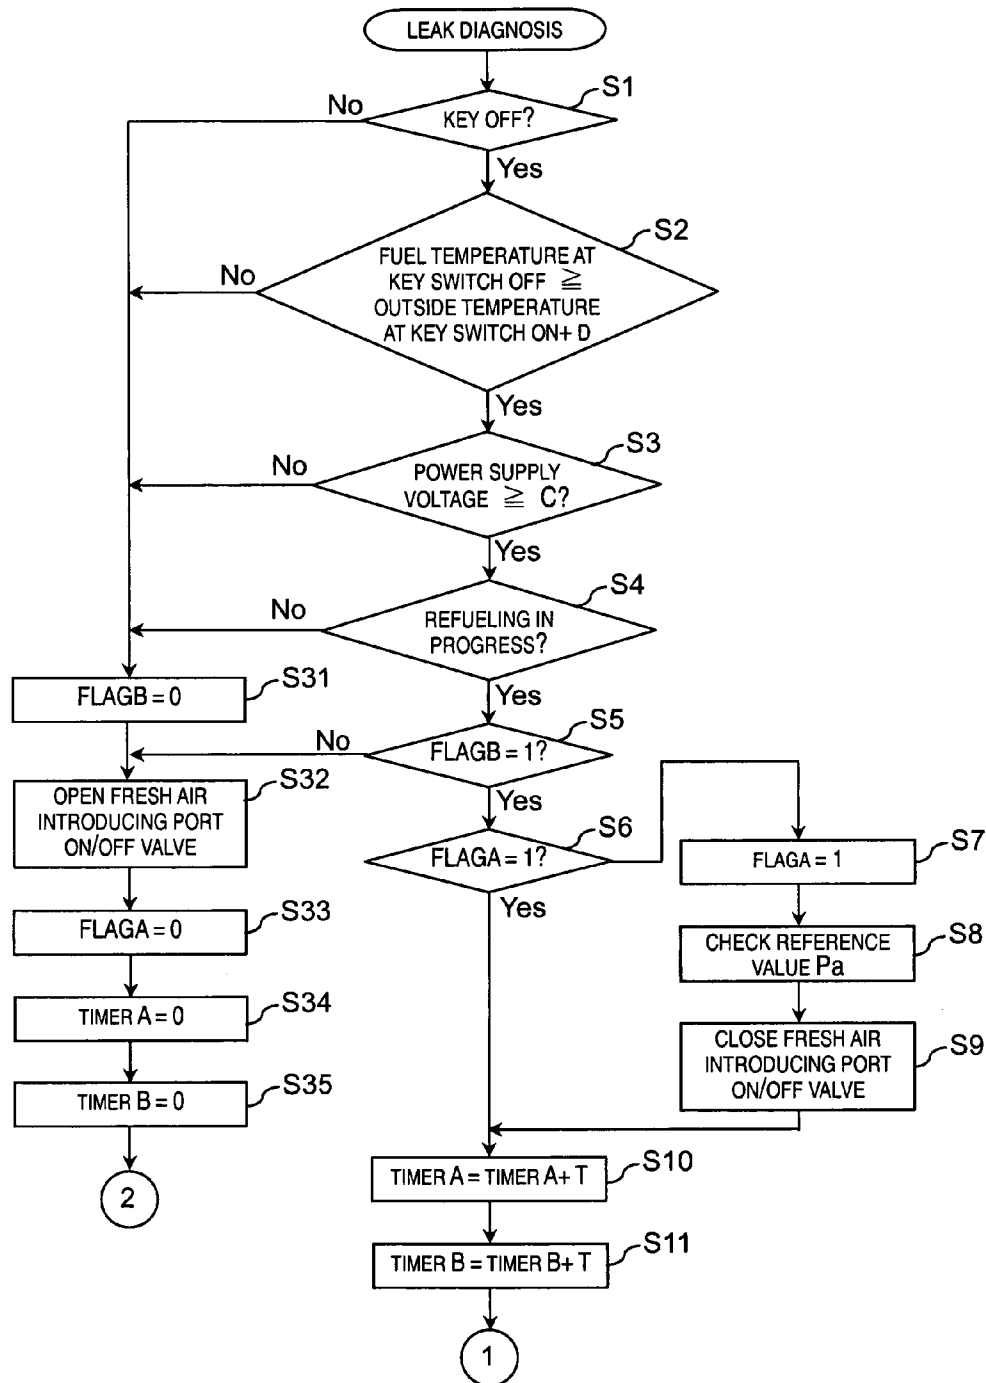 LEAK DIAGNOSIS
S1
KEY OFF?
No
Yes
S2
FUEL TEMPERATURE AT
KEY SWITCH OFF ≧
OUTSIDE TEMPERATURE
AT KEY SWITCH ON+ D
No
Yes
S3
POWER SUPPLY
VOLTAGE ≧ C?
No
Yes
S4
REFUELING IN
PROGRESS?
No
Yes
S31
FLAGB = 0
S5
FLAGB = 1?
No
Yes
S32
OPEN FRESH AIR
INTRODUCING PORT
ON/OFF VALVE
S6
FLAGA = 1?
Yes
S7
FLAGA = 1
S33
FLAGA = 0
S8
CHECK REFERENCE
VALUE Pa
S34
TIMER A = 0
S9
CLOSE FRESH AIR
INTRODUCING PORT
ON/OFF VALVE
S35
TIMER B = 0
2
S10
TIMER A = TIMER A+ T
S11
TIMER B = TIMER B+ T
1